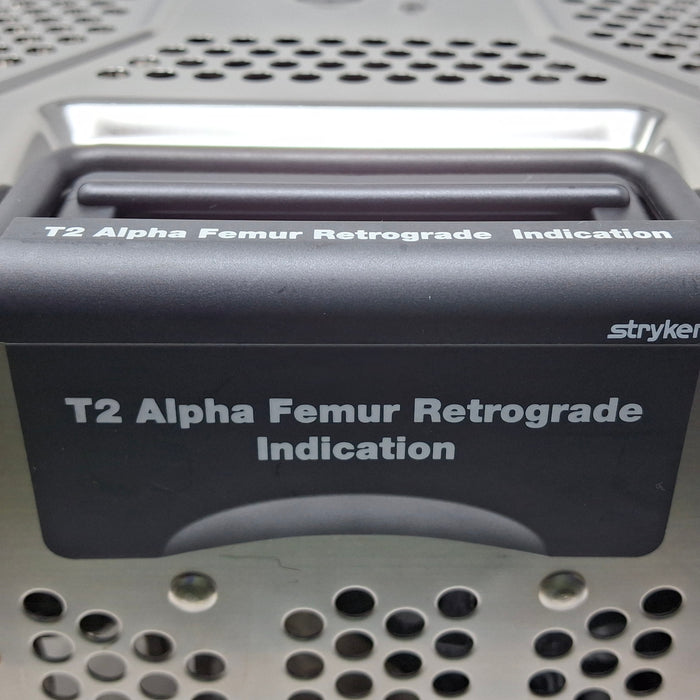 T2 Alpha Femur Retrograde Indication
stryker
T2 Alpha Femur Retrograde
Indication